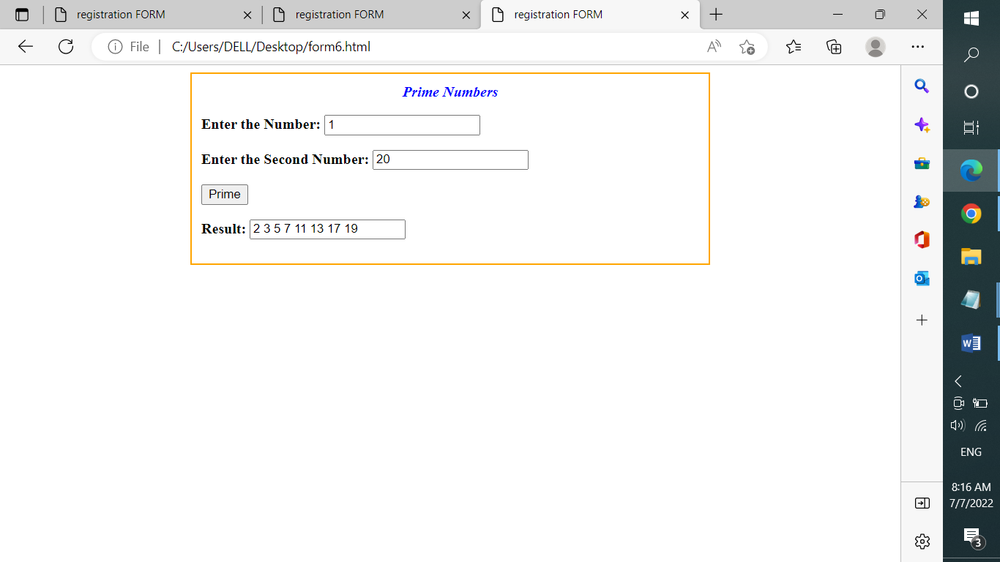 registration FORM
registration FORM
registration FORM
File
C:/Users/DELL/Desktop/form6.html
Prime Numbers
Enter the Number: 1
Enter the Second Number: 20
Prime
Result: 2 3 5 7 11 13 17 19
ENG
8:16 AM
7/7/2022
3